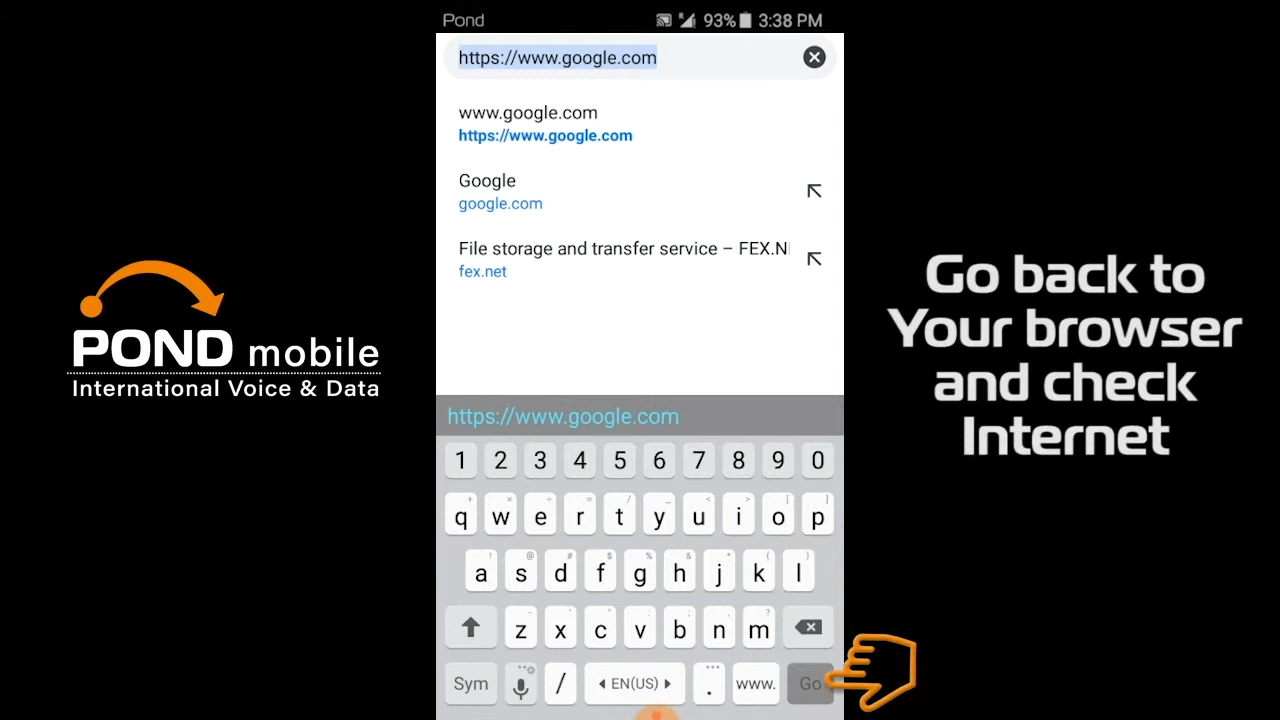 Pond
R 93% 3:38 PM
https://www.google.com
www.google.com
https://www.google.com
Google
google.com
File storage and transfer service – FEX.N
fex.net
POND mobile
International Voice & Data
Go back to
Your browser
and check
Internet
https://www.google.com
1 2 3 4 5 6 7 8 9 0
+ × ÷ = / _ < > [ ]
q w e r t y u i o p
! @ # $ % & * ( )
a s d f g h j k l
- ' " : ; , ?
z x c v b n m
Sym / EN(US) . www. Go